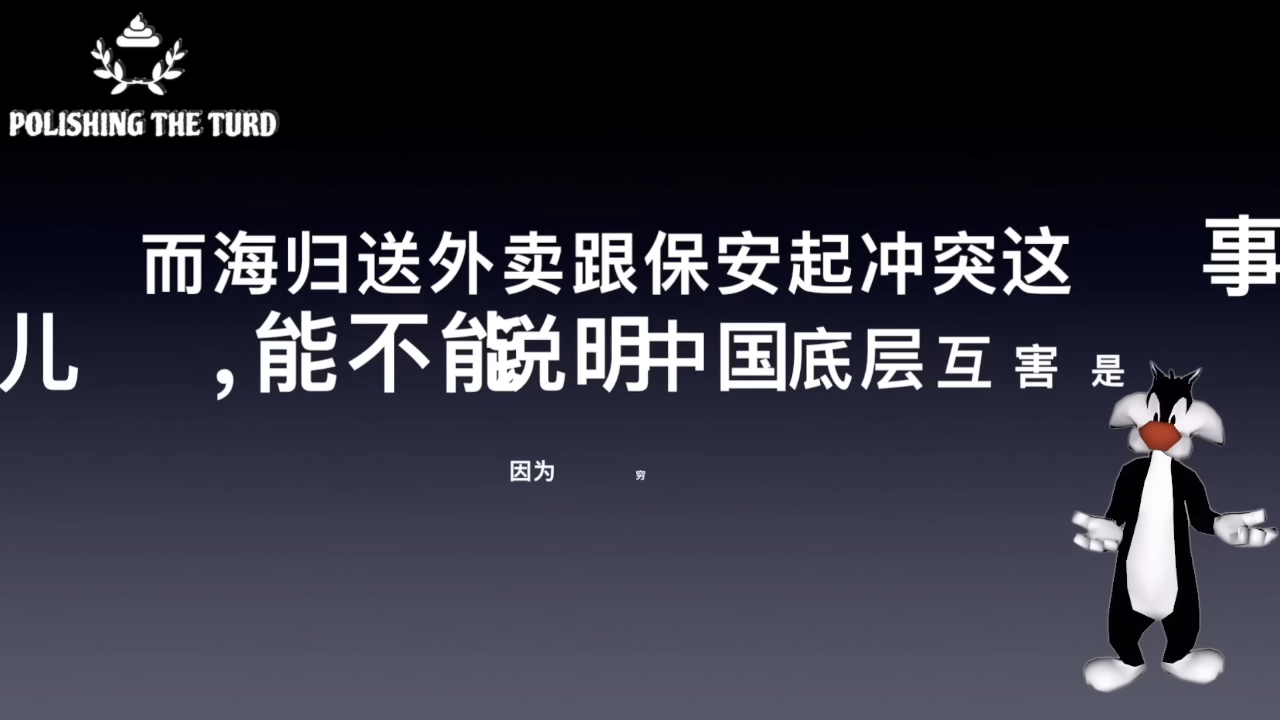 POLISHING THE TURD
而海归送外卖跟保安起冲突这 事
儿 ，能不能说明中国底层互害是
因为 穷